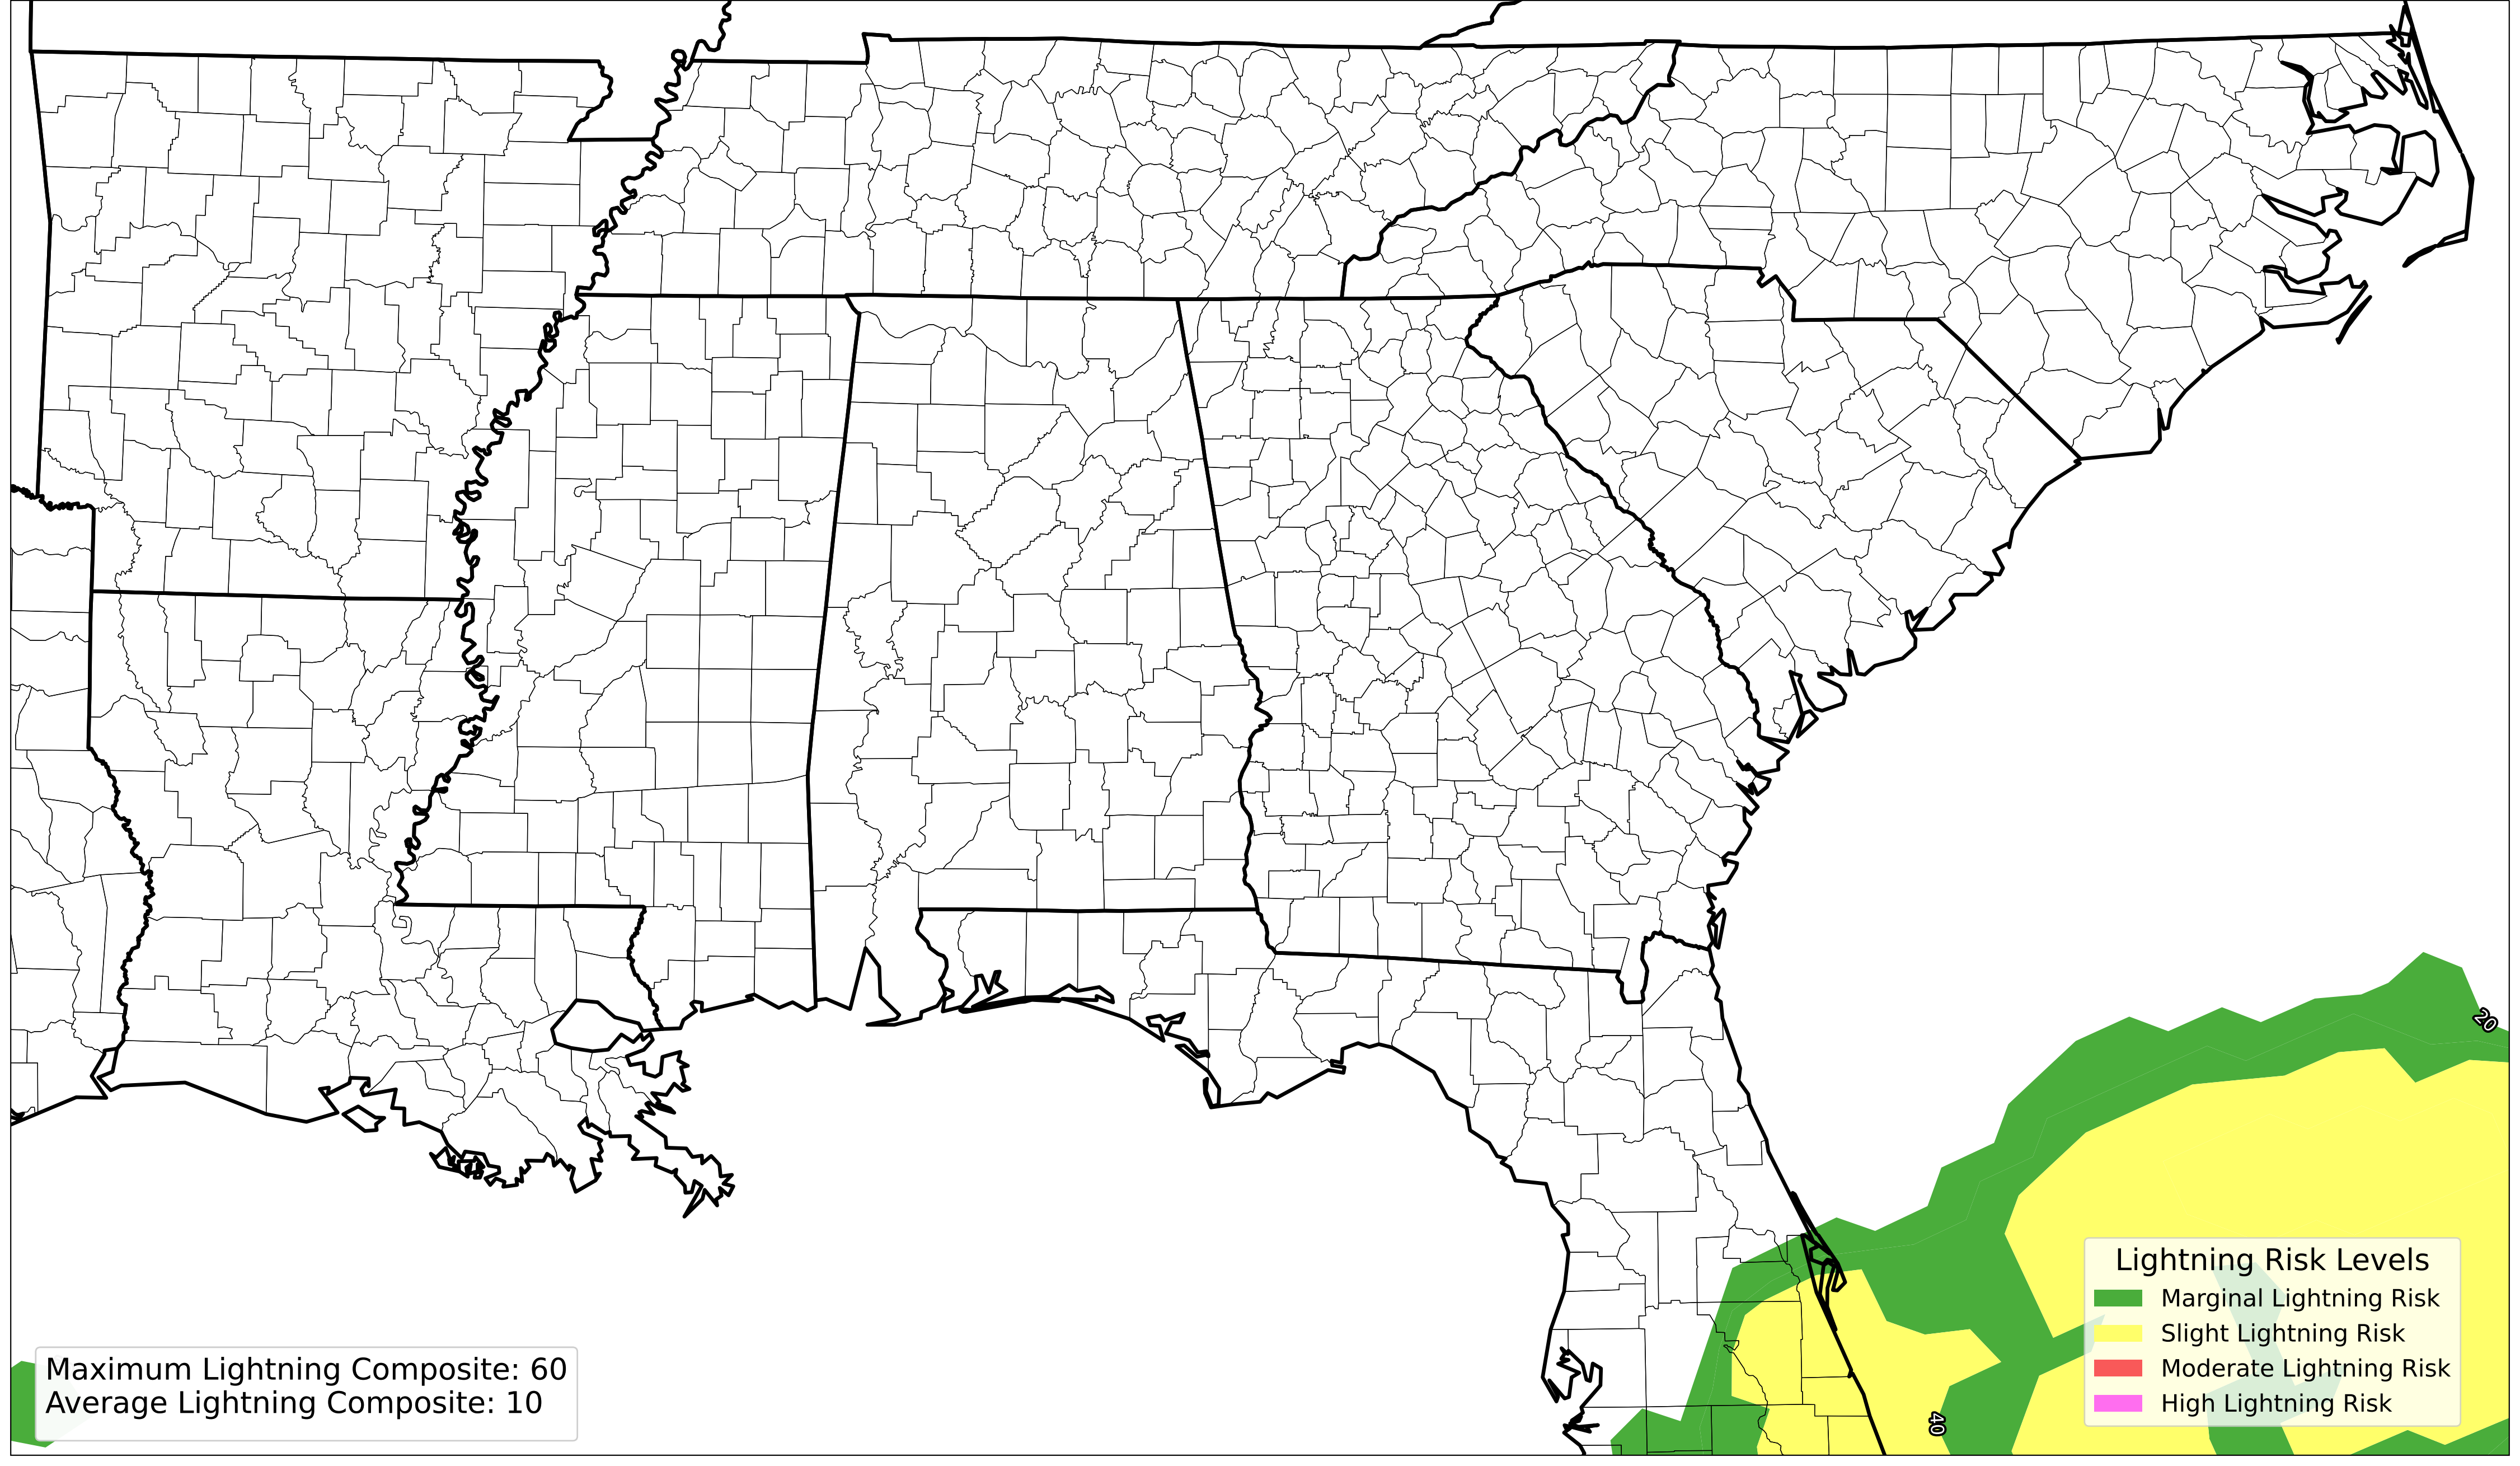 20
Lightning Risk Levels
Marginal Lightning Risk
Slight Lightning Risk
Moderate Lightning Risk
High Lightning Risk
Maximum Lightning Composite: 60
Average Lightning Composite: 10
40